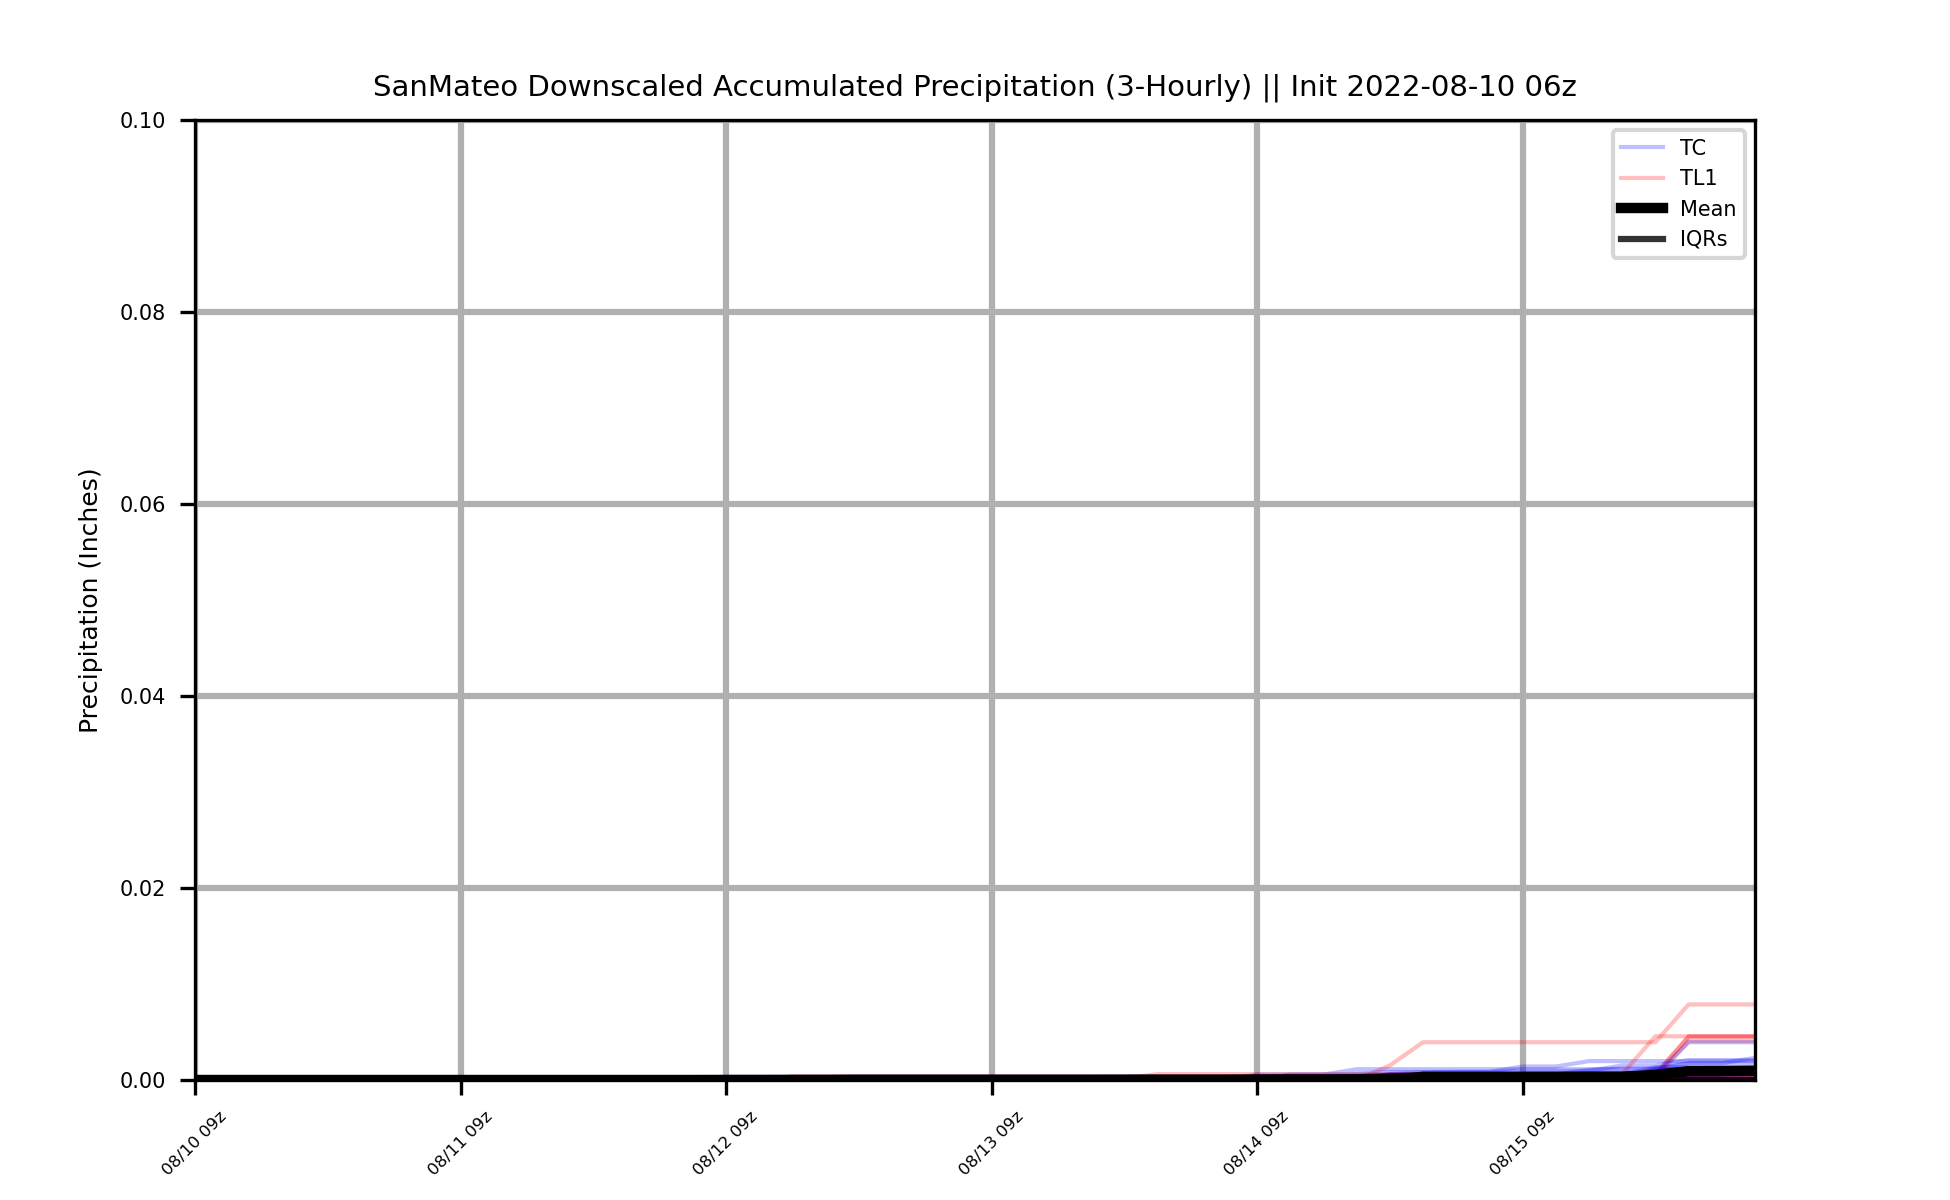 SanMateo Downscaled Accumulated Precipitation (3-Hourly) || Init 2022-08-10 06z
0.10
0.08
0.06
0.04
0.02
0.00
Precipitation (Inches)
TC
TL1
Mean
IQRs
08/10 09z
08/11 09z
08/12 09z
08/13 09z
08/14 09z
08/15 09z